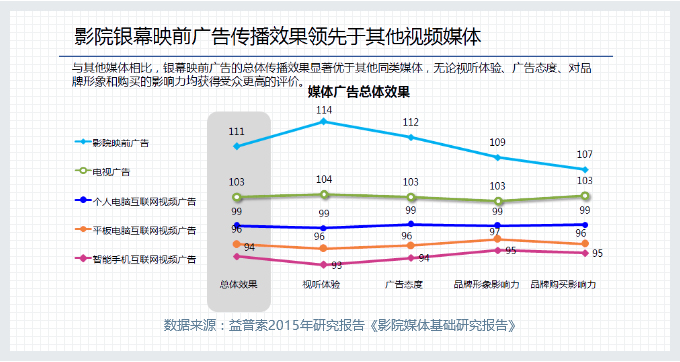 影院银幕映前广告传播效果领先于其他视频媒体
与其他媒体相比，银幕映前广告的总体传播效果显著优于其他同类媒体，无论视听体验、广告态度、对品
牌形象和购买的影响力均获得受众更高的评价。
媒体广告总体效果
111 114 112 109 107
影院映前广告
103 104 103 103 103
电视广告
99 99 99 99 99
个人电脑互联网视频广告
96 96 96 97 96
平板电脑互联网视频广告
94 93 94 95 95
智能手机互联网视频广告
总体效果 视听体验 广告态度 品牌形象影响力 品牌购买影响力
数据来源：益普索2015年研究报告《影院媒体基础研究报告》